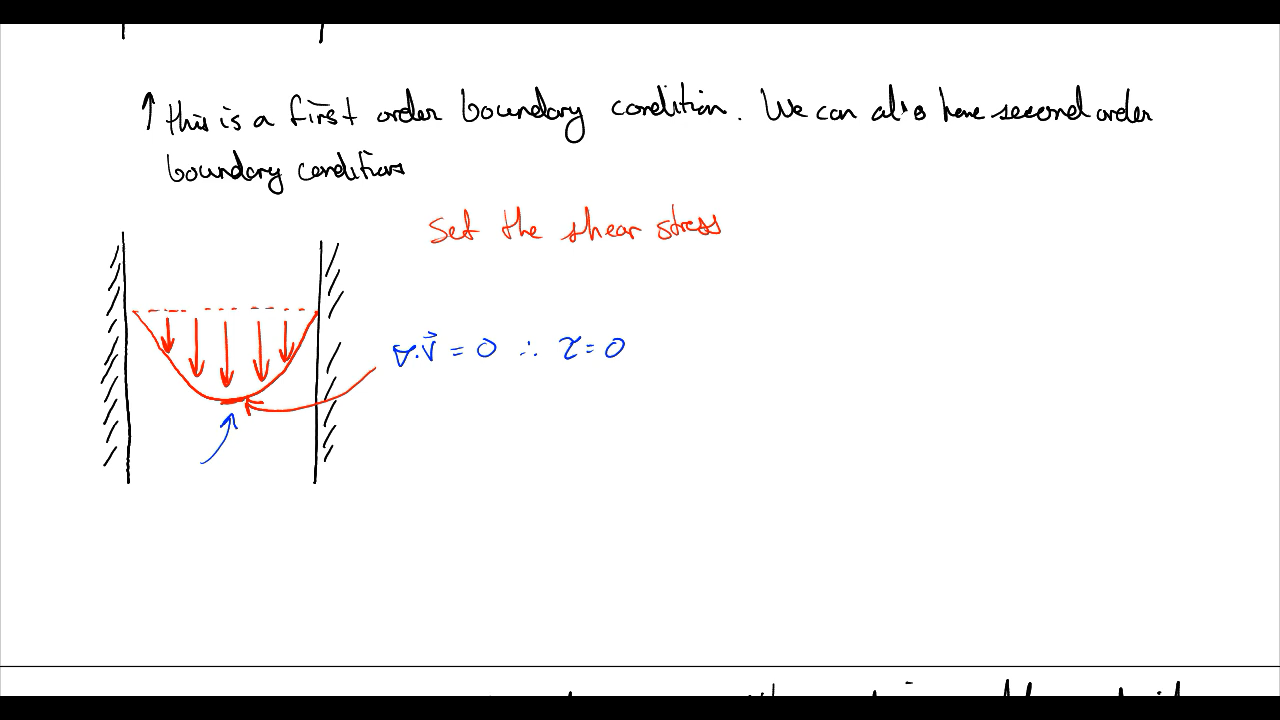 ↑ this is a first order boundary condition. We can also have second order
boundary conditions
Set the shear stress
∇·v⃗ = 0 ∴ τ = 0